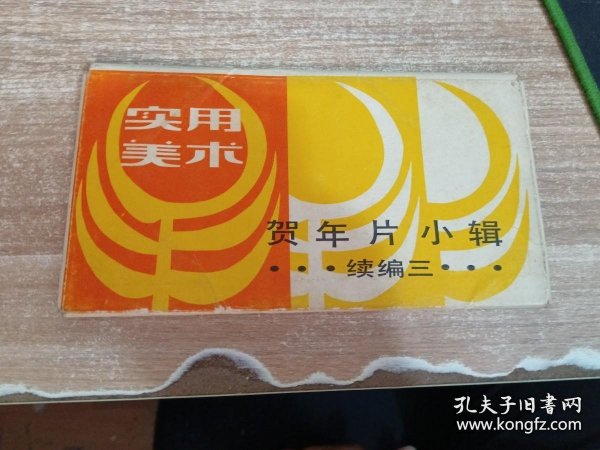 实用
美术
贺年片小辑
···续编三···
孔夫子旧书网
www.kongfz.com